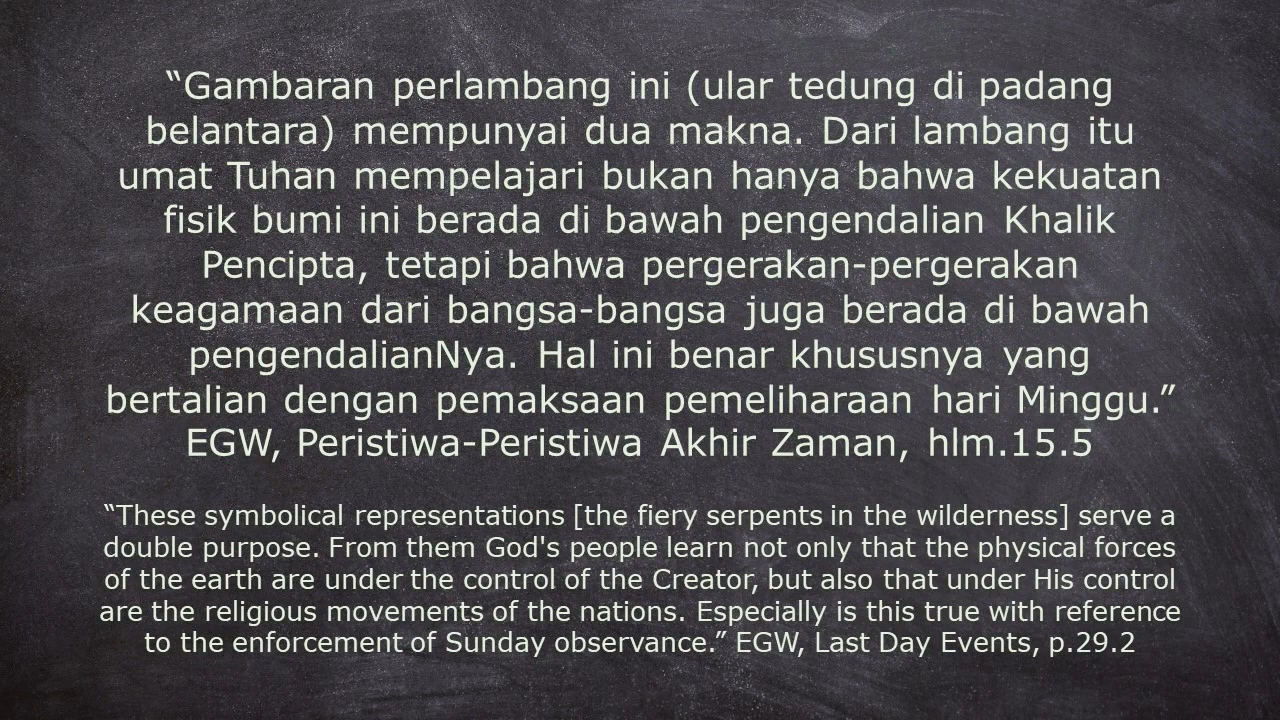 “Gambaran perlambang ini (ular tedung di padang
belantara) mempunyai dua makna. Dari lambang itu
umat Tuhan mempelajari bukan hanya bahwa kekuatan
fisik bumi ini berada di bawah pengendalian Khalik
Pencipta, tetapi bahwa pergerakan-pergerakan
keagamaan dari bangsa-bangsa juga berada di bawah
pengendalianNya. Hal ini benar khususnya yang
bertalian dengan pemaksaan pemeliharaan hari Minggu.”
EGW, Peristiwa-Peristiwa Akhir Zaman, hlm.15.5
“These symbolical representations [the fiery serpents in the wilderness] serve a
double purpose. From them God's people learn not only that the physical forces
of the earth are under the control of the Creator, but also that under His control
are the religious movements of the nations. Especially is this true with reference
to the enforcement of Sunday observance.” EGW, Last Day Events, p.29.2